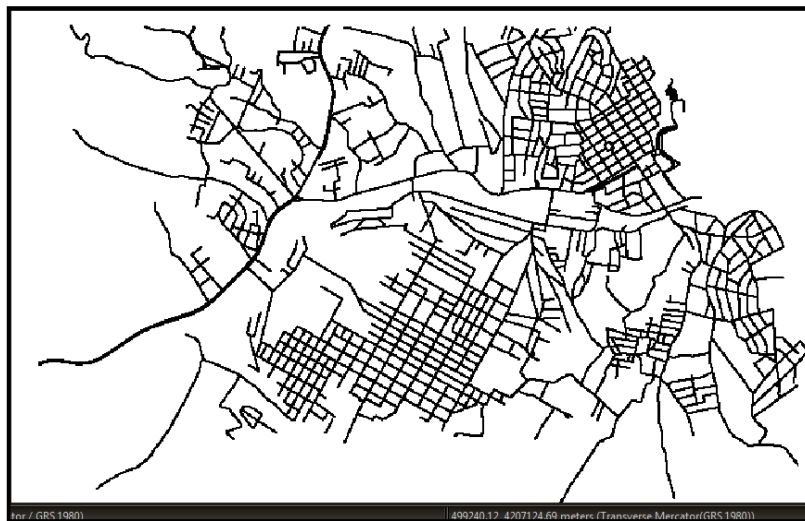 tor / GRS 1980)
499240.12, 4207124.69 meters (Transverse Mercator(GRS 1980))